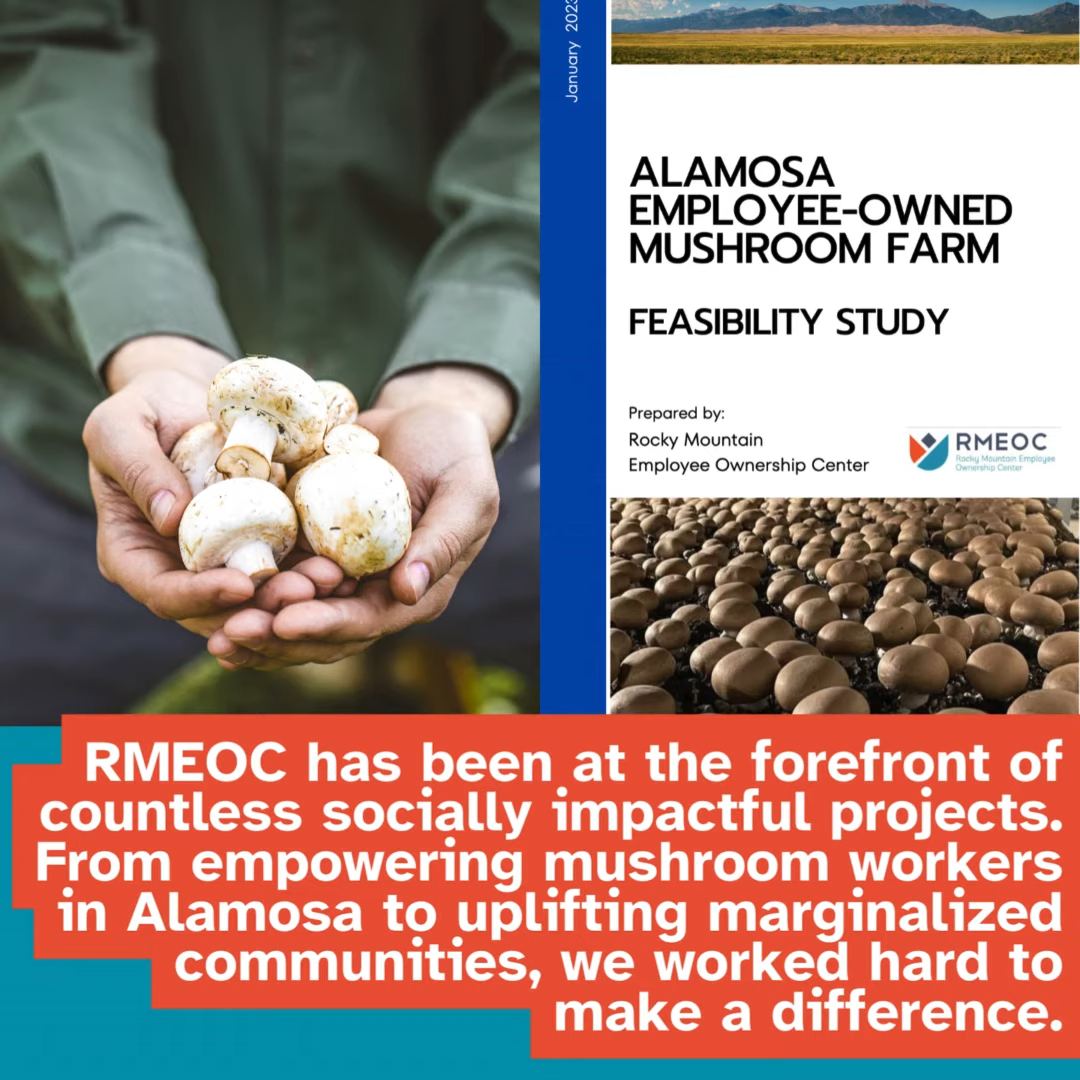 January 2023
ALAMOSA
EMPLOYEE-OWNED
MUSHROOM FARM
FEASIBILITY STUDY
Prepared by:
Rocky Mountain
Employee Ownership Center
RMEOC
Rocky Mountain Employee
Ownership Center
RMEOC has been at the forefront of
countless socially impactful projects.
From empowering mushroom workers
in Alamosa to uplifting marginalized
communities, we worked hard to
make a difference.